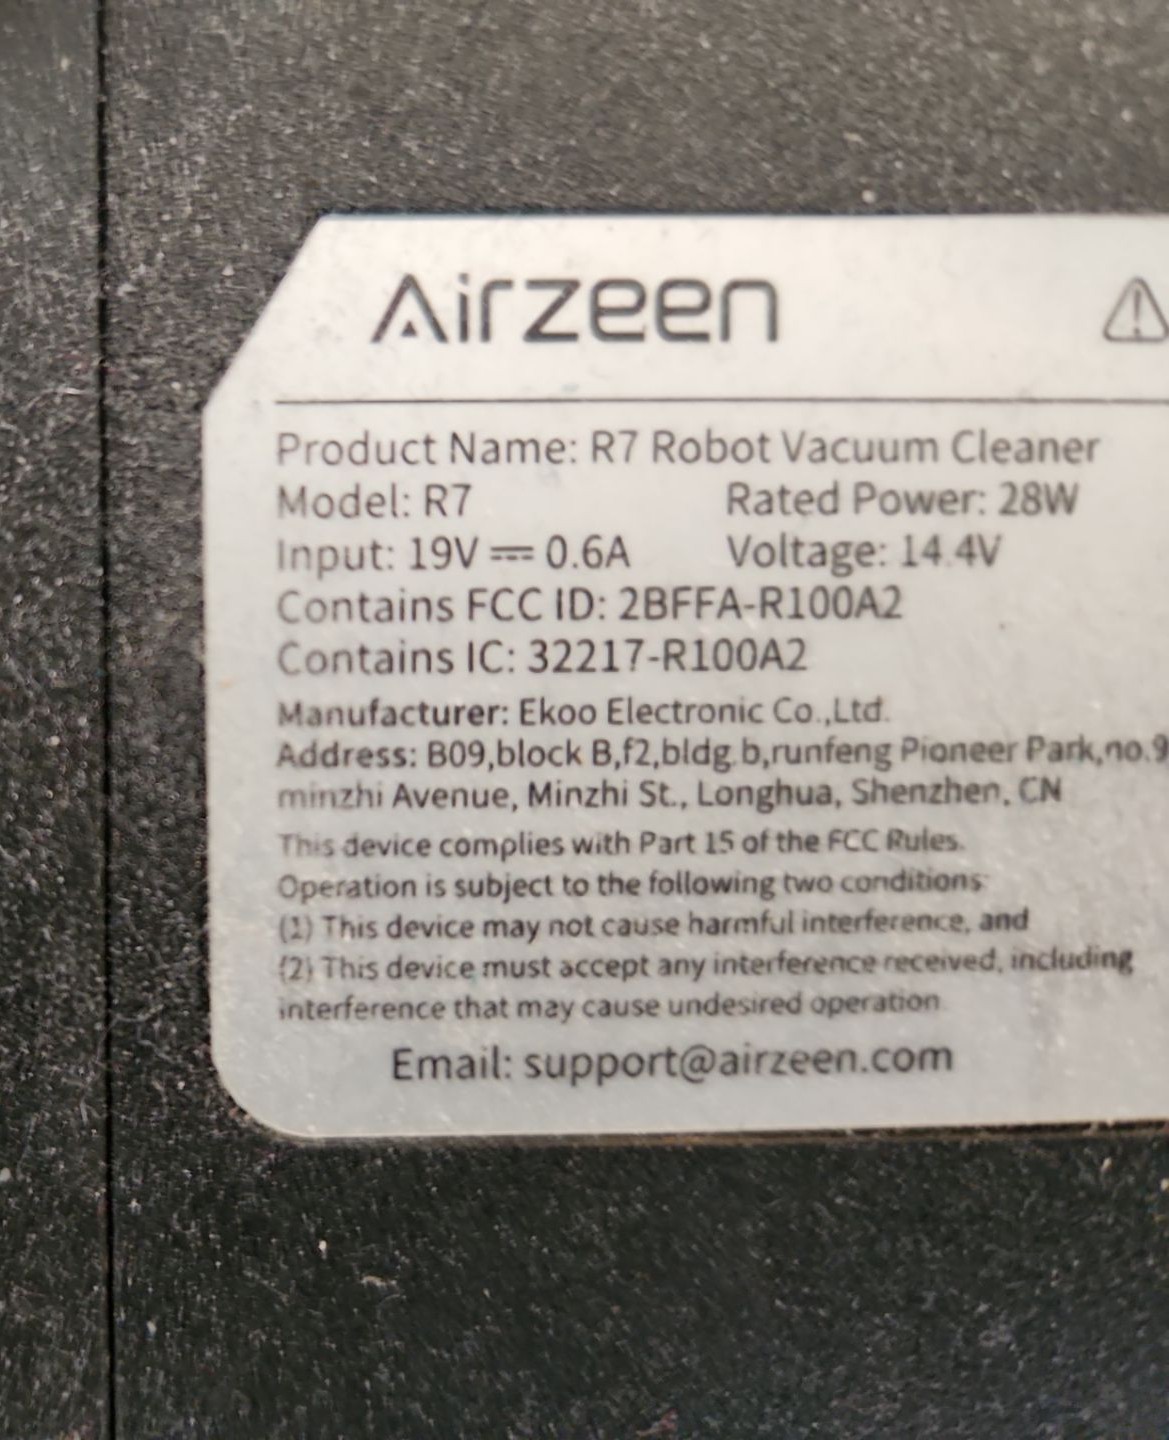 Airzeen
Product Name: R7 Robot Vacuum Cleaner
Model: R7 Rated Power: 28W
Input: 19V ⎓ 0.6A Voltage: 14.4V
Contains FCC ID: 2BFFA-R100A2
Contains IC: 32217-R100A2
Manufacturer: Ekoo Electronic Co.,Ltd.
Address: B09,block B,f2,bldg.b,runfeng Pioneer Park,no.9
minzhi Avenue, Minzhi St., Longhua, Shenzhen, CN
This device complies with Part 15 of the FCC Rules.
Operation is subject to the following two conditions:
(1) This device may not cause harmful interference, and
(2) This device must accept any interference received, including
interference that may cause undesired operation.
Email: support@airzeen.com